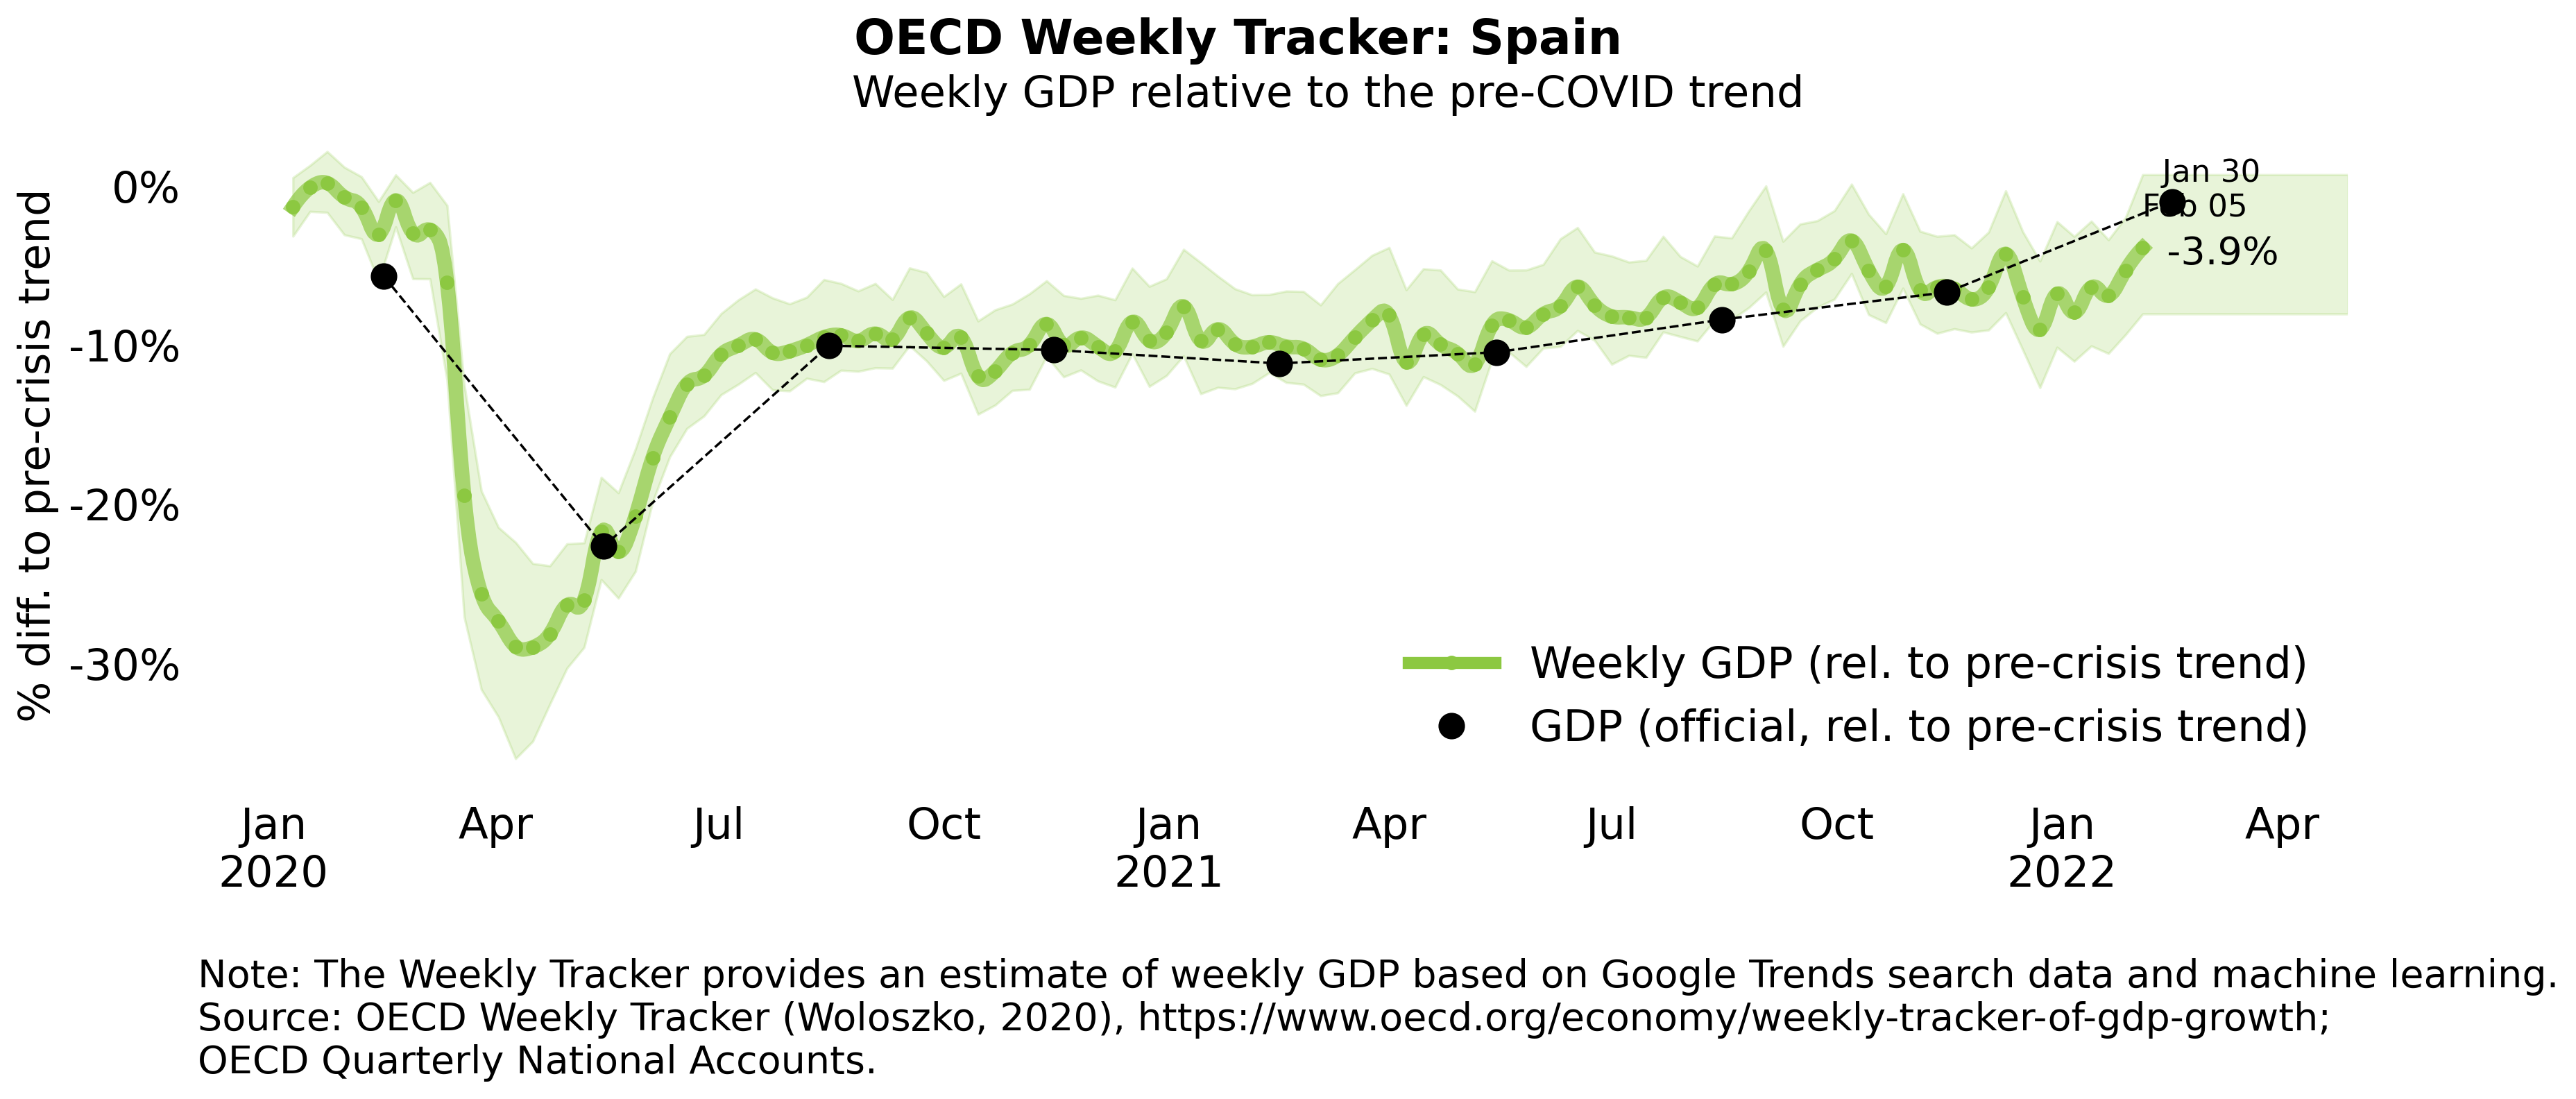 OECD Weekly Tracker: Spain
Weekly GDP relative to the pre-COVID trend
% diff. to pre-crisis trend
0%
-10%
-20%
-30%
Jan 30
Feb 05
-3.9%
Weekly GDP (rel. to pre-crisis trend)
GDP (official, rel. to pre-crisis trend)
Jan Apr Jul Oct Jan Apr Jul Oct Jan Apr
2020 2021 2022
Note: The Weekly Tracker provides an estimate of weekly GDP based on Google Trends search data and machine learning.
Source: OECD Weekly Tracker (Woloszko, 2020), https://www.oecd.org/economy/weekly-tracker-of-gdp-growth;
OECD Quarterly National Accounts.